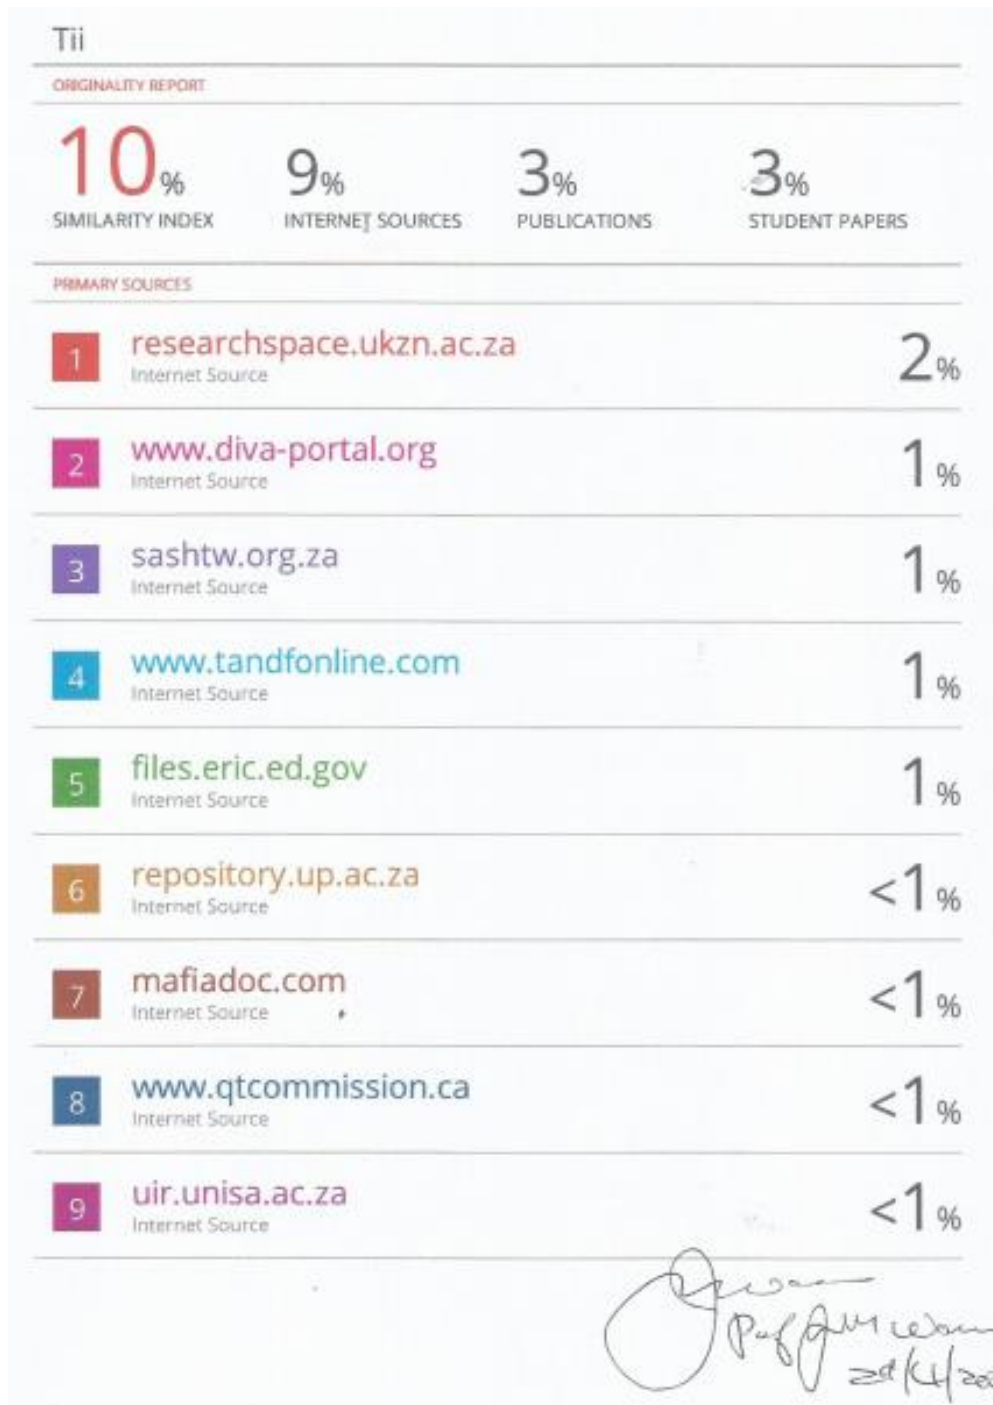 Tii
ORIGINALITY REPORT
10% 9% 3% 3%
SIMILARITY INDEX INTERNET SOURCES PUBLICATIONS STUDENT PAPERS
PRIMARY SOURCES
1 researchspace.ukzn.ac.za 2%
Internet Source
2 www.diva-portal.org 1%
Internet Source
3 sashtw.org.za 1%
Internet Source
4 www.tandfonline.com 1%
Internet Source
5 files.eric.ed.gov 1%
Internet Source
6 repository.up.ac.za <1%
Internet Source
7 mafiadoc.com <1%
Internet Source
8 www.qtcommission.ca <1%
Internet Source
9 uir.unisa.ac.za <1%
Internet Source
Prof